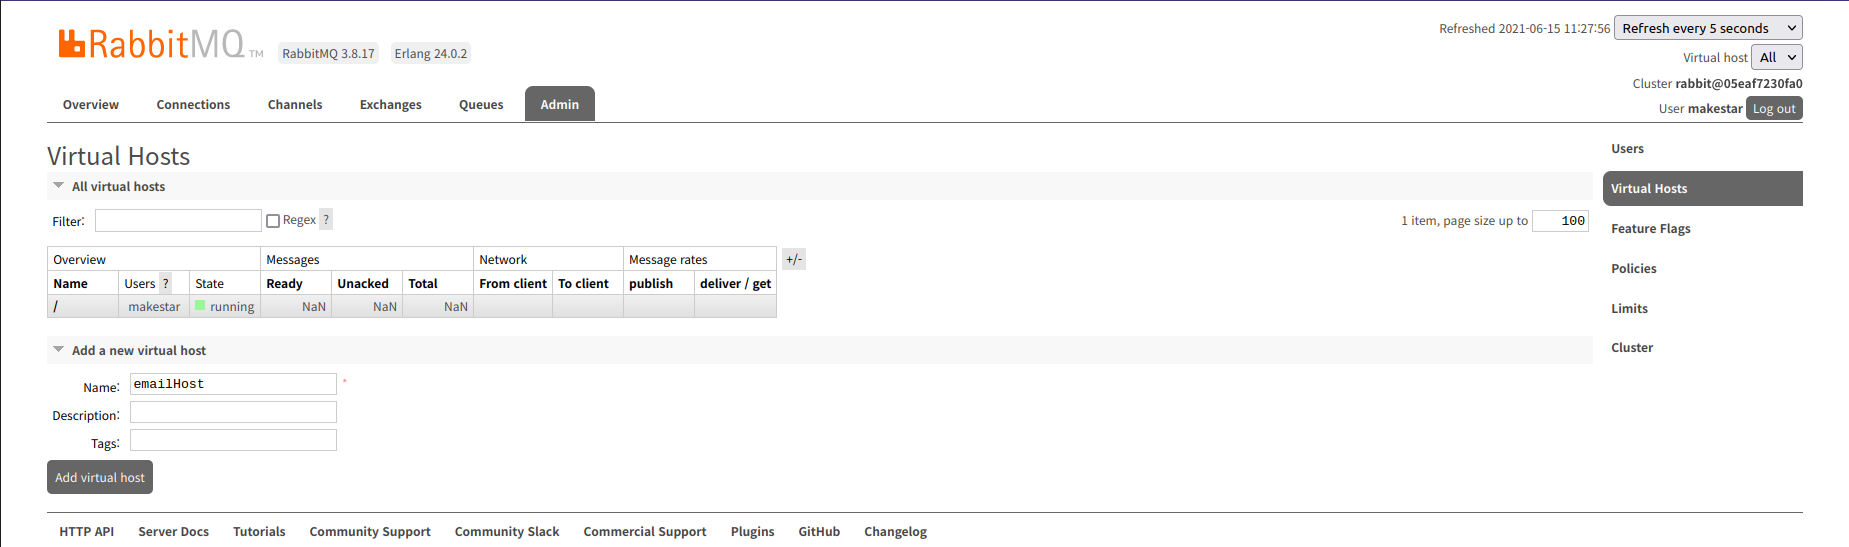 RabbitMQ TM RabbitMQ 3.8.17 Erlang 24.0.2
Refreshed 2021-06-15 11:27:56 Refresh every 5 seconds
Virtual host All
Cluster rabbit@05eaf7230fa0
User makestar Log out
Overview Connections Channels Exchanges Queues Admin
Virtual Hosts
All virtual hosts
Filter: Regex ? 1 item, page size up to 100
Overview Messages Network Message rates +/-
Name Users ? State Ready Unacked Total From client To client publish deliver / get
/ makestar running NaN NaN NaN
Add a new virtual host
Name: emailHost *
Description:
Tags:
Add virtual host
Users
Virtual Hosts
Feature Flags
Policies
Limits
Cluster
HTTP API Server Docs Tutorials Community Support Community Slack Commercial Support Plugins GitHub Changelog